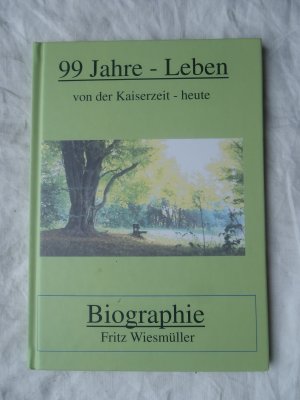 99 Jahre - Leben
von der Kaiserzeit - heute
Biographie
Fritz Wiesmüller